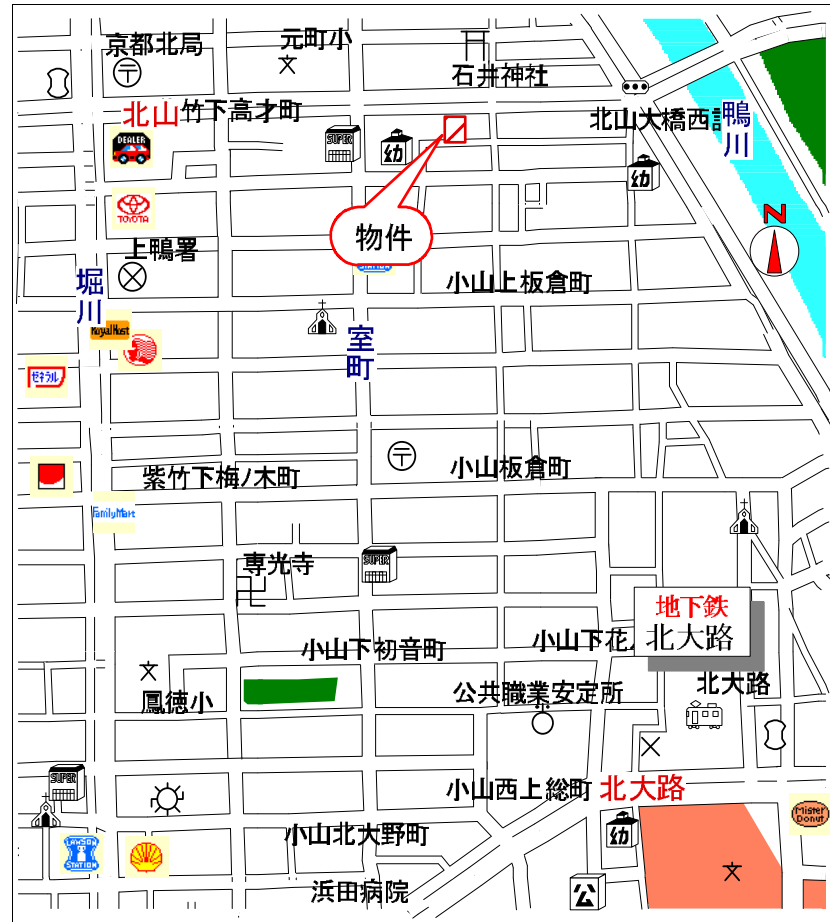 京都北局
元町小
石井神社
北山
竹下高才町
北山大橋西詰
鴨川
DEALER
SUPER
幼
幼
TOYOTA
N
物件
上鴨署
STATION
小山上板倉町
堀川
RoyalHost
室町
ゼネラル
紫竹下梅ノ木町
小山板倉町
FamilyMart
専光寺
SUPER
地下鉄
北大路
小山下初音町
小山下花ノ
北大路
鳳徳小
公共職業安定所
SUPER
小山西上総町
北大路
Mister
Donut
小山北大野町
幼
LAWSON
STATION
浜田病院
公